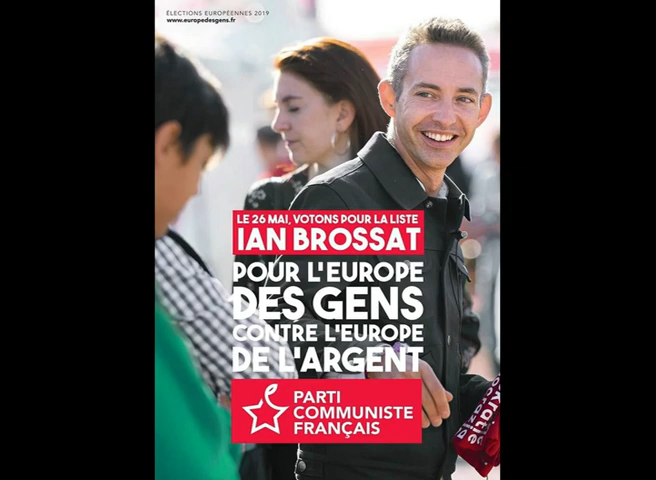 ÉLECTIONS EUROPÉENNES 2019
www.europedesgens.fr
LE 26 MAI, VOTONS POUR LA LISTE
IAN BROSSAT
POUR L'EUROPE
DES GENS
CONTRE L'EUROPE
DE L'ARGENT
PARTI
COMMUNISTE
FRANÇAIS